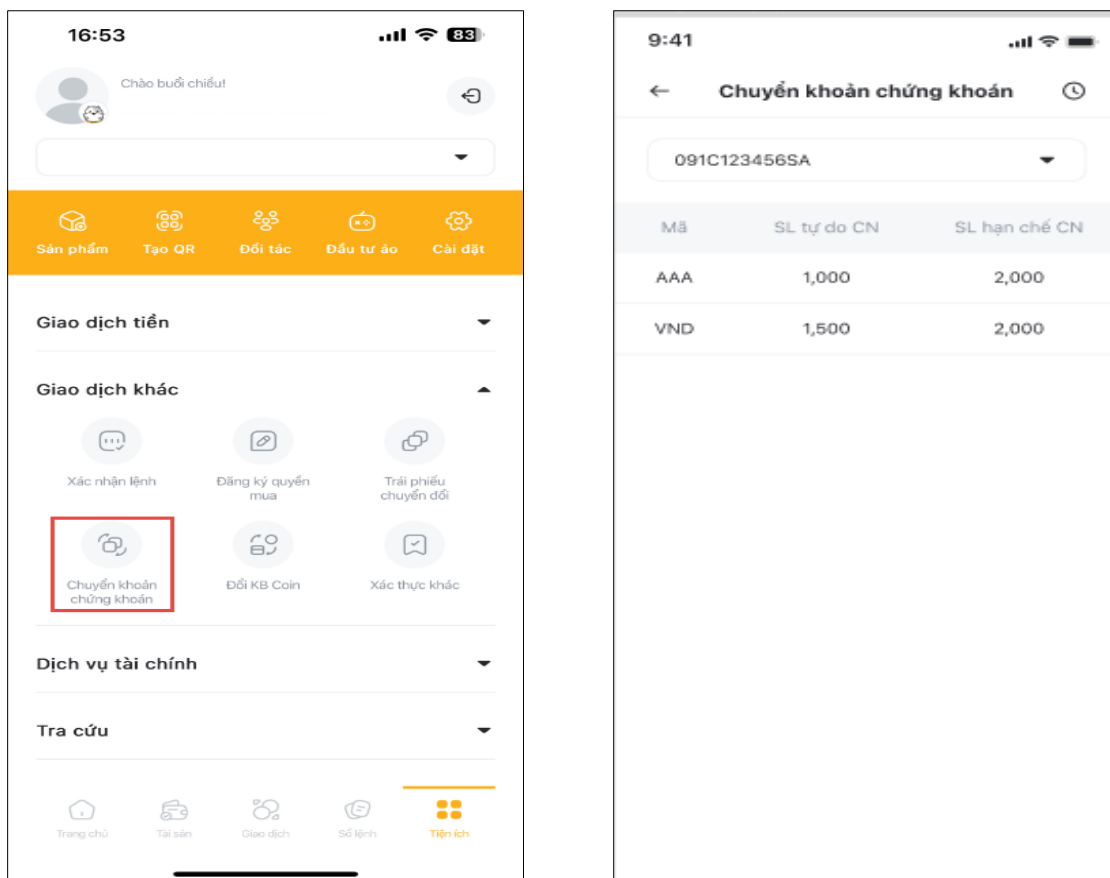 16:53
83
Chào buổi chiều!
Sản phẩm Tạo QR Đối tác Đầu tư ảo Cài đặt
Giao dịch tiền
Giao dịch khác
Xác nhận lệnh
Đăng ký quyền
mua
Trái phiếu
chuyển đổi
Chuyển khoản
chứng khoán
Đổi KB Coin
Xác thực khác
Dịch vụ tài chính
Tra cứu
Trang chủ Tài sản Giao dịch Sổ lệnh Tiện ích
9:41
Chuyển khoản chứng khoán
091C123456SA
Mã SL tự do CN SL hạn chế CN
AAA 1,000 2,000
VND 1,500 2,000